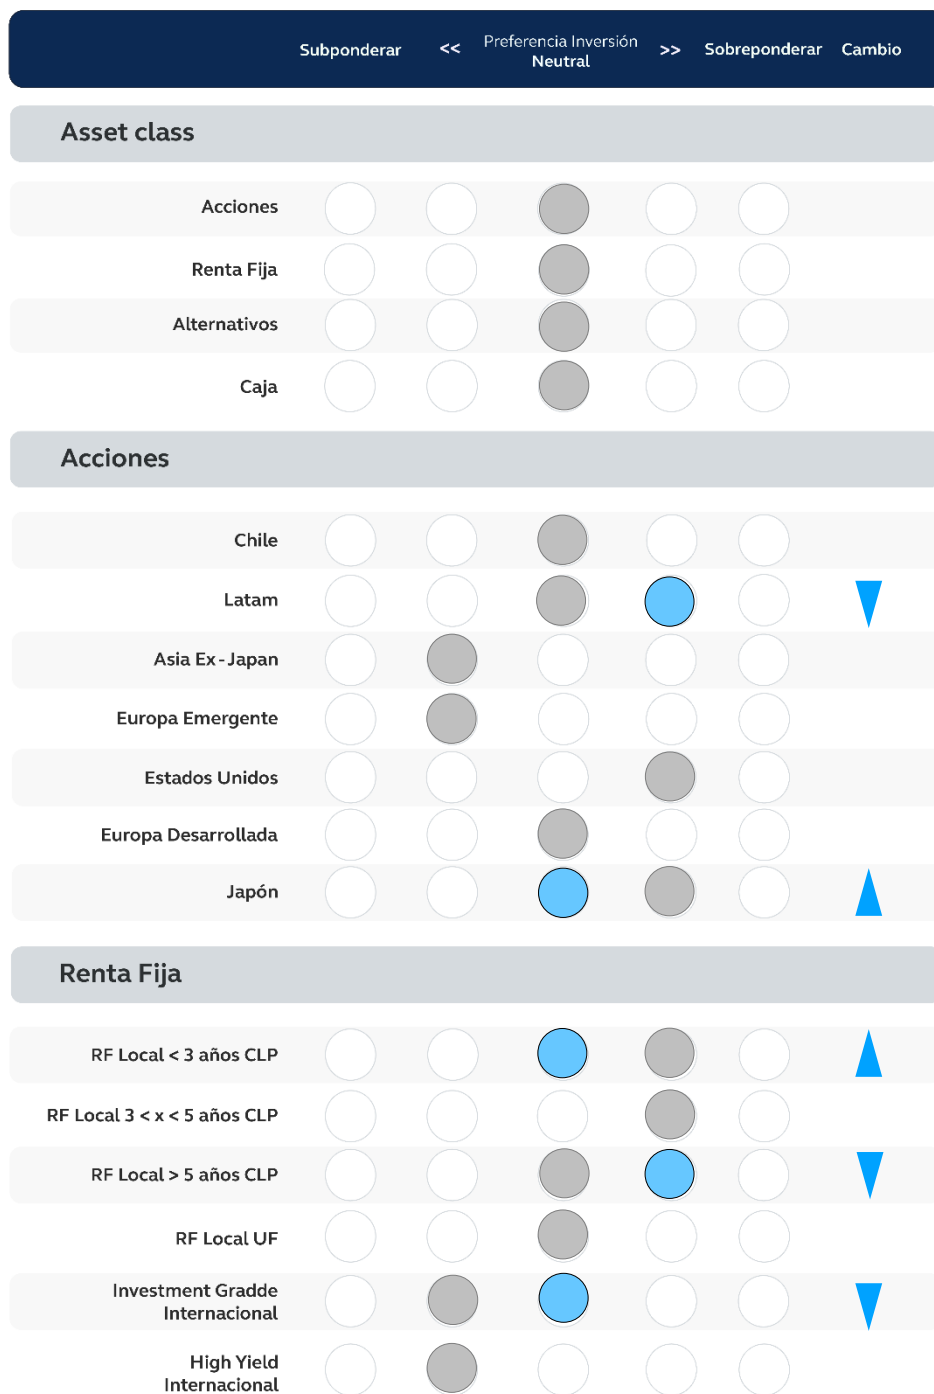 Subponderar << Preferencia Inversión >> Sobreponderar Cambio
Neutral
Asset class
Acciones
Renta Fija
Alternativos
Caja
Acciones
Chile
Latam
Asia Ex-Japan
Europa Emergente
Estados Unidos
Europa Desarrollada
Japón
Renta Fija
RF Local < 3 años CLP
RF Local 3 < x < 5 años CLP
RF Local > 5 años CLP
RF Local UF
Investment Gradde
Internacional
High Yield
Internacional